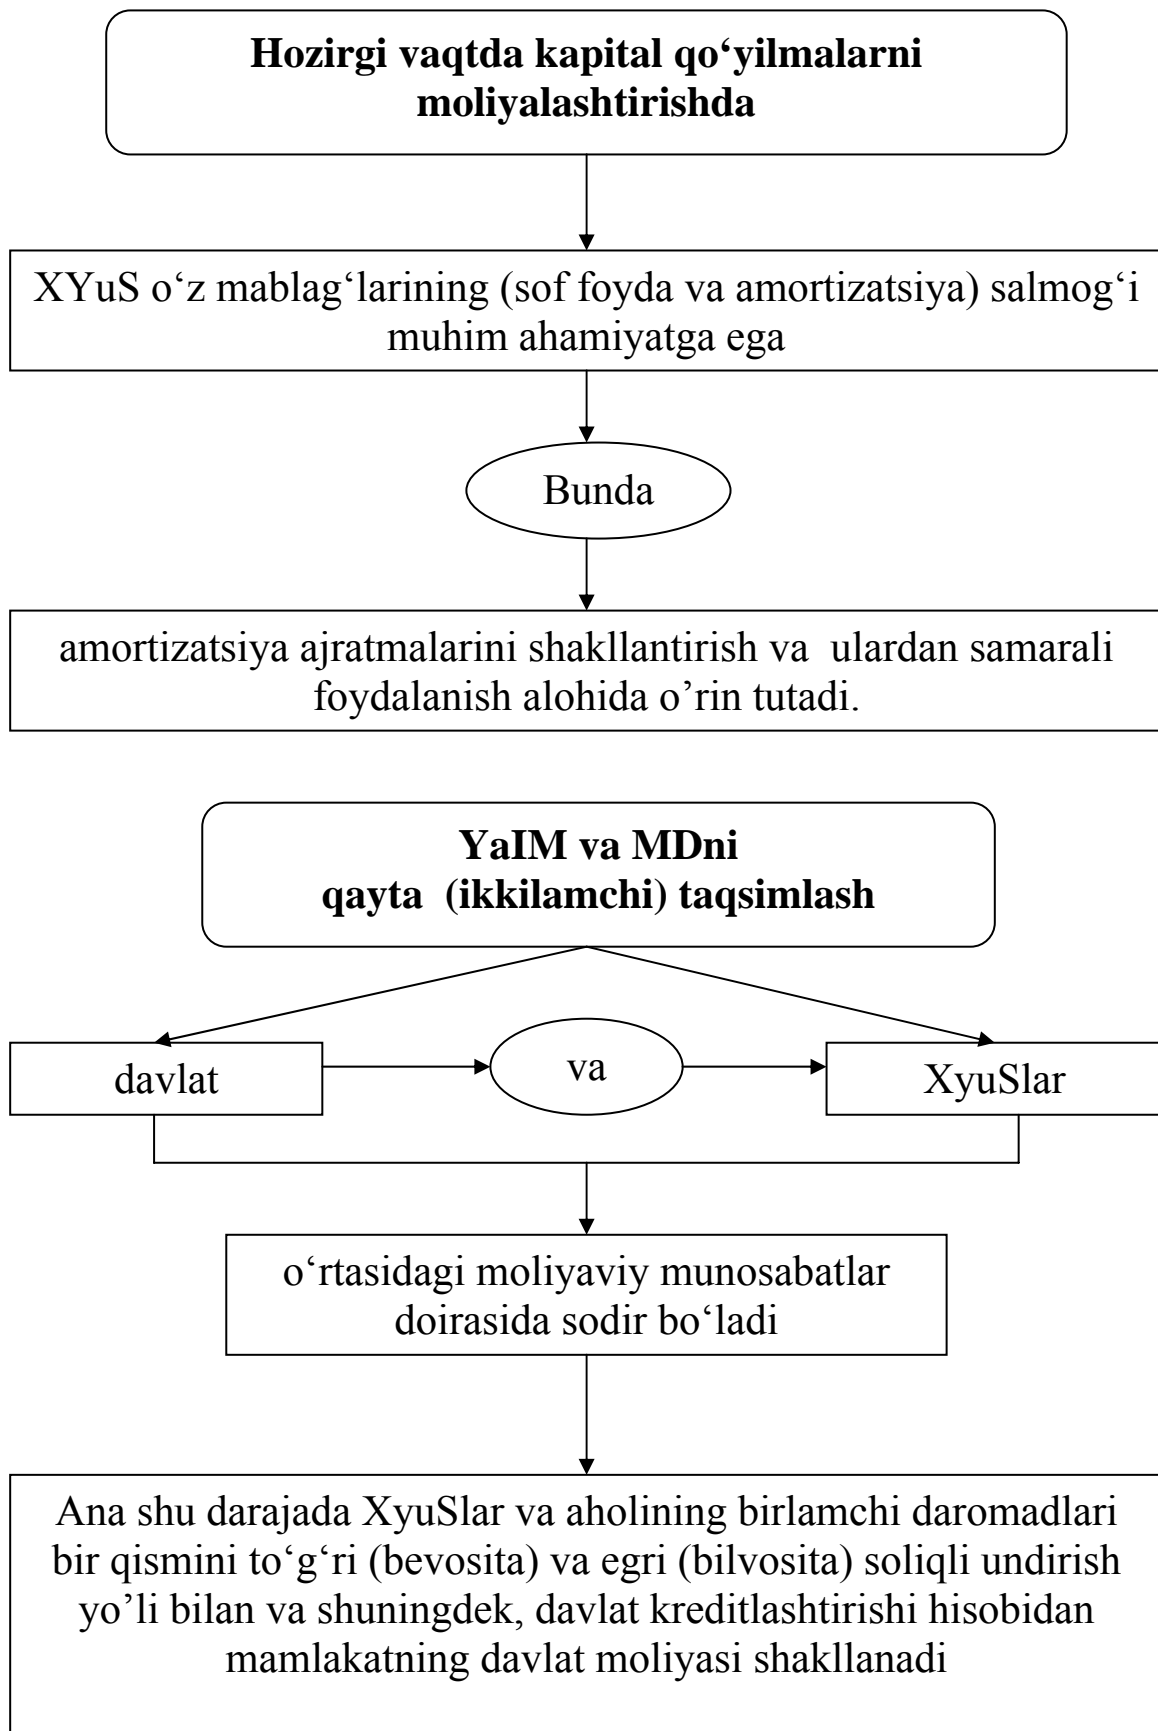 Hozirgi vaqtda kapital qo‘yilmalarni
moliyalashtirishda
XYuS o‘z mablag‘larining (sof foyda va amortizatsiya) salmog‘i
muhim ahamiyatga ega
Bunda
amortizatsiya ajratmalarini shakllantirish va  ulardan samarali
foydalanish alohida o’rin tutadi.
YaIM va MDni
qayta  (ikkilamchi) taqsimlash
davlat
va
XyuSlar
o‘rtasidagi moliyaviy munosabatlar
doirasida sodir bo‘ladi
Ana shu darajada XyuSlar va aholining birlamchi daromadlari
bir qismini to‘g‘ri (bevosita) va egri (bilvosita) soliqli undirish
yo’li bilan va shuningdek, davlat kreditlashtirishi hisobidan
mamlakatning davlat moliyasi shakllanadi